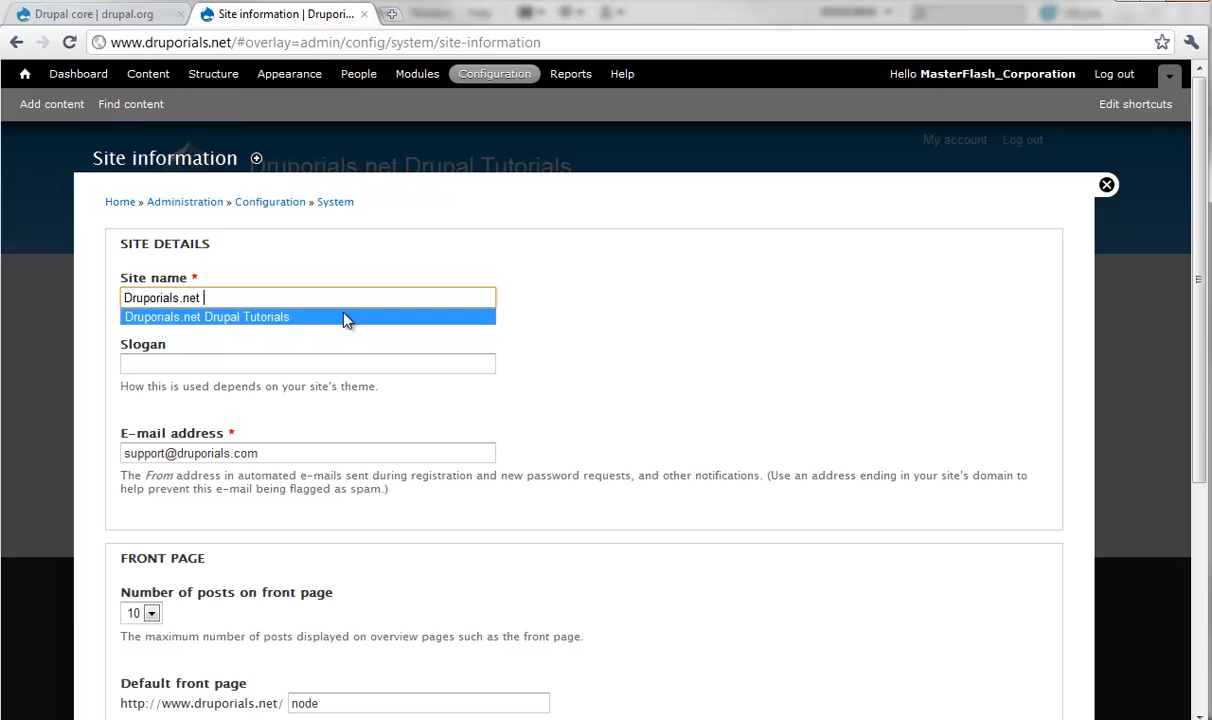 Drupal core | drupal.org
Site information | Drupori...
www.druporials.net/#overlay=admin/config/system/site-information
Dashboard Content Structure Appearance People Modules Configuration Reports Help Hello MasterFlash_Corporation Log out
Add content Find content Edit shortcuts
My account Log out
Site information
Druporials.net Drupal Tutorials
Home » Administration » Configuration » System
SITE DETAILS
Site name *
Druporials.net
Druporials.net Drupal Tutorials
Slogan
How this is used depends on your site's theme.
E-mail address *
support@druporials.com
The From address in automated e-mails sent during registration and new password requests, and other notifications. (Use an address ending in your site's domain to
help prevent this e-mail being flagged as spam.)
FRONT PAGE
Number of posts on front page
10
The maximum number of posts displayed on overview pages such as the front page.
Default front page
http://www.druporials.net/ node